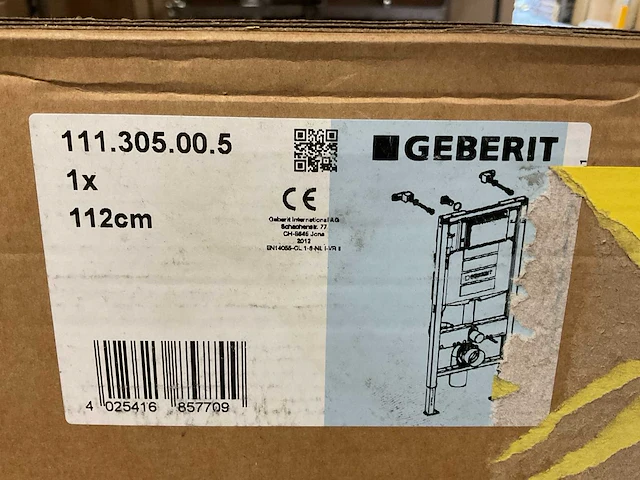 111.305.00.5
GEBERIT
1x
112cm
CE
Geberit International AG
Schachenstr. 77
CH-8645 Jona
2012
GEBERIT
4 025416 857709